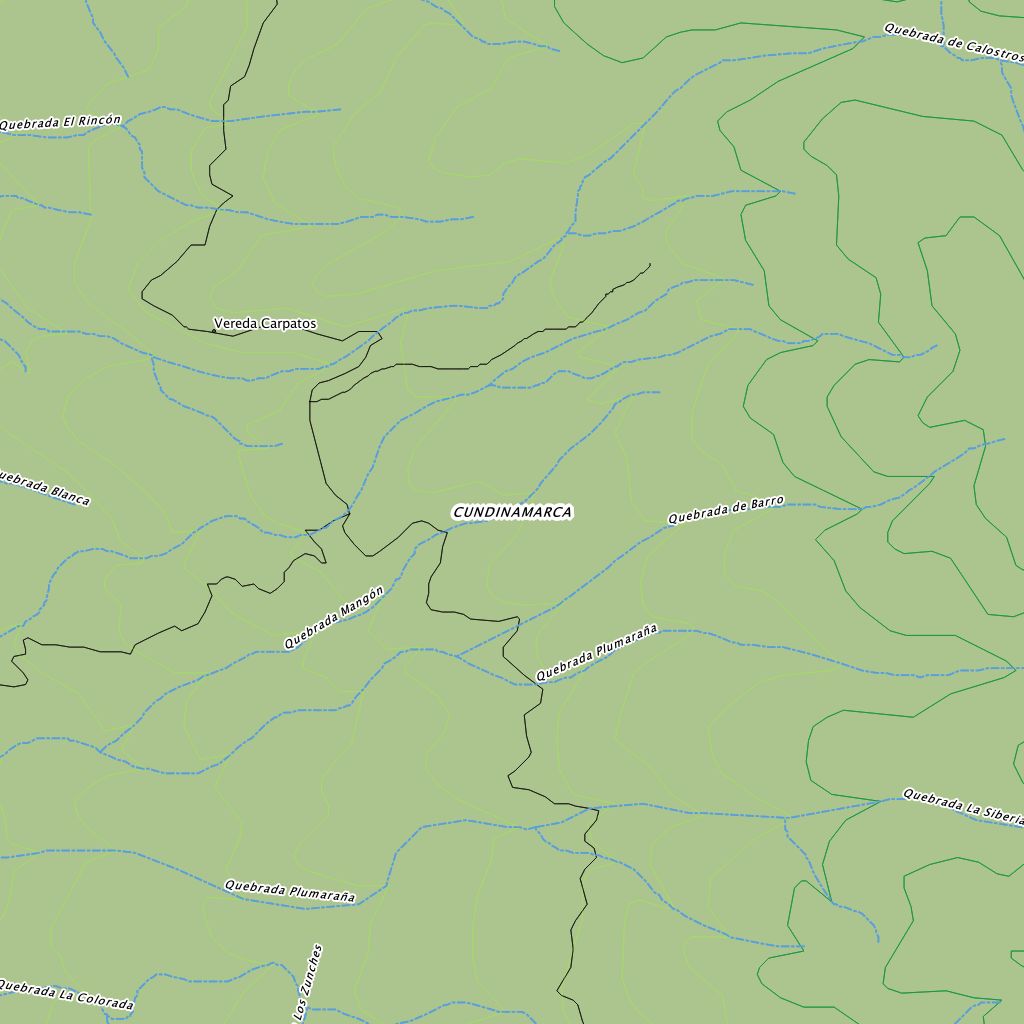 Quebrada de Calostros
Quebrada El Rincón
Vereda Carpatos
uebrada Blanca
CUNDINAMARCA
Quebrada de Barro
Quebrada Mangón
Quebrada Plumaraña
Quebrada La Siberia
Quebrada Plumaraña
Los Zunches
Quebrada La Colorada